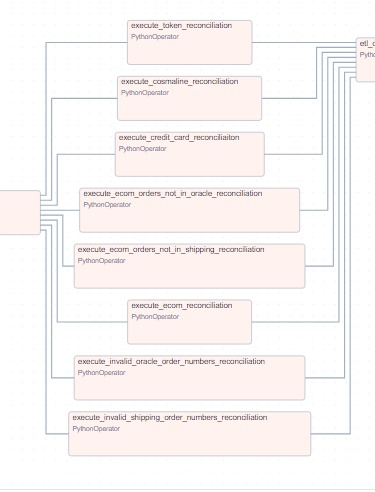 execute_token_reconciliation
PythonOperator
execute_cosmaline_reconciliation
PythonOperator
execute_credit_card_reconciliaiton
PythonOperator
execute_ecom_orders_not_in_oracle_reconciliation
PythonOperator
execute_ecom_orders_not_in_shipping_reconciliation
PythonOperator
execute_ecom_reconciliation
PythonOperator
execute_invalid_oracle_order_numbers_reconciliation
PythonOperator
execute_invalid_shipping_order_numbers_reconciliation
PythonOperator